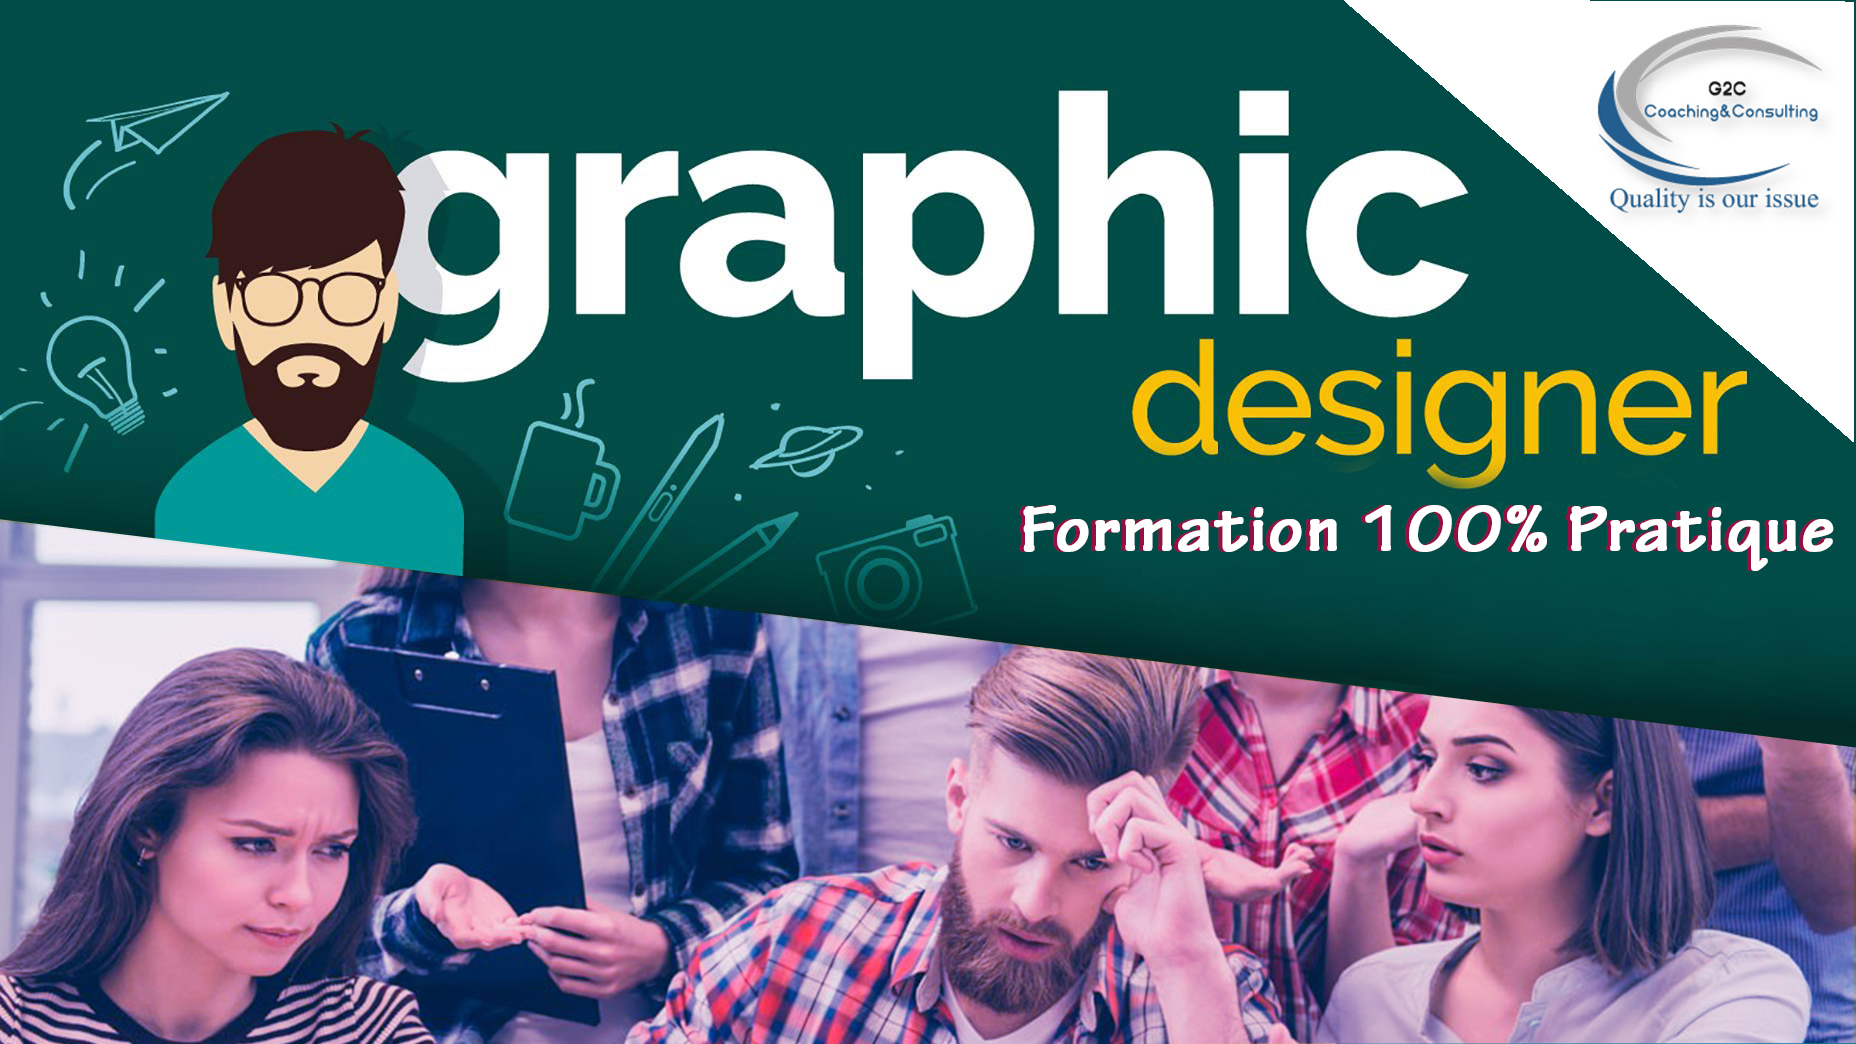 G2C
Coaching&Consulting
Quality is our issue
graphic
designer
Formation 100% Pratique